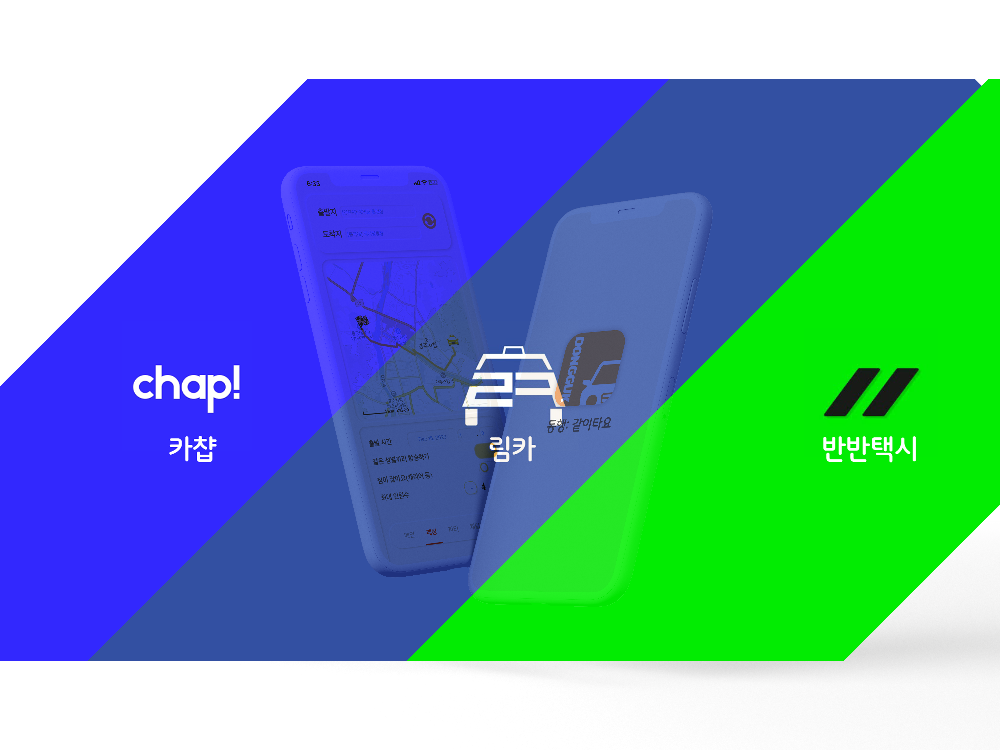 6:33
출발지 [경주시] 예비군 훈련장
도착지 [동국대] 택시정류장
68
동국대학교
WISE캠퍼스
경주시청
경주소방서
경주시외
버스터미널
1km kakao
출발 시간 Dec 15, 2023 1 : 0
같은 성별끼리 합승하기
짐이 많아요(캐리어 등)
최대 인원수 - 4
메인 매칭 파티 채팅
DONGGUK
동행: 같이타요
chap!
카챱
림카
반반택시